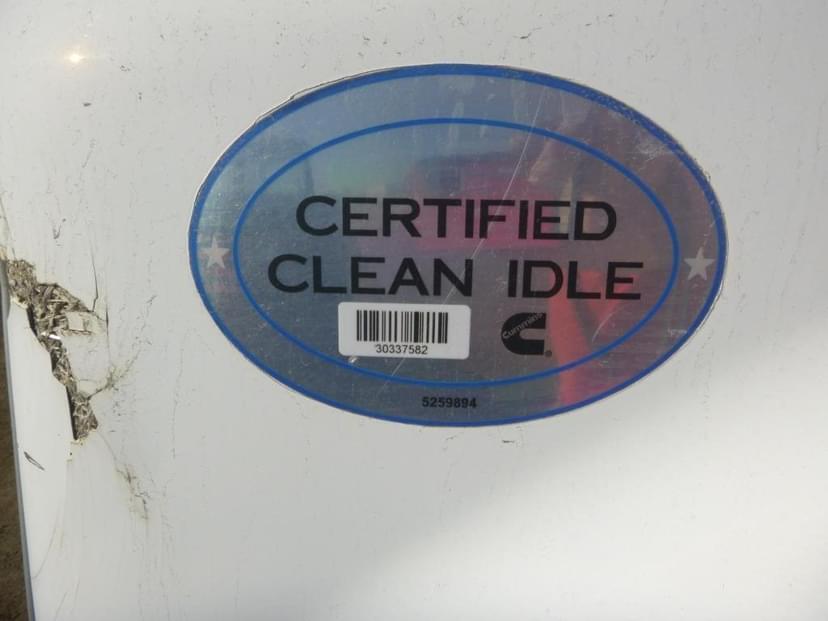 CERTIFIED
CLEAN IDLE
30337582
Cummins
5259894